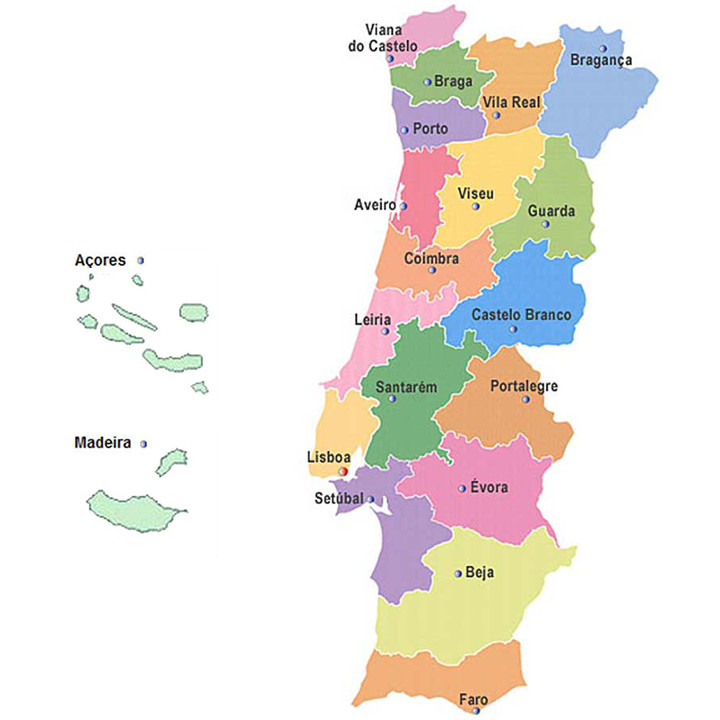 Viana
do Castelo
Bragança
Braga
Vila Real
Porto
Viseu
Aveiro
Guarda
Açores
Coimbra
Castelo Branco
Leiria
Santarém
Portalegre
Madeira
Lisboa
Évora
Setúbal
Beja
Faro